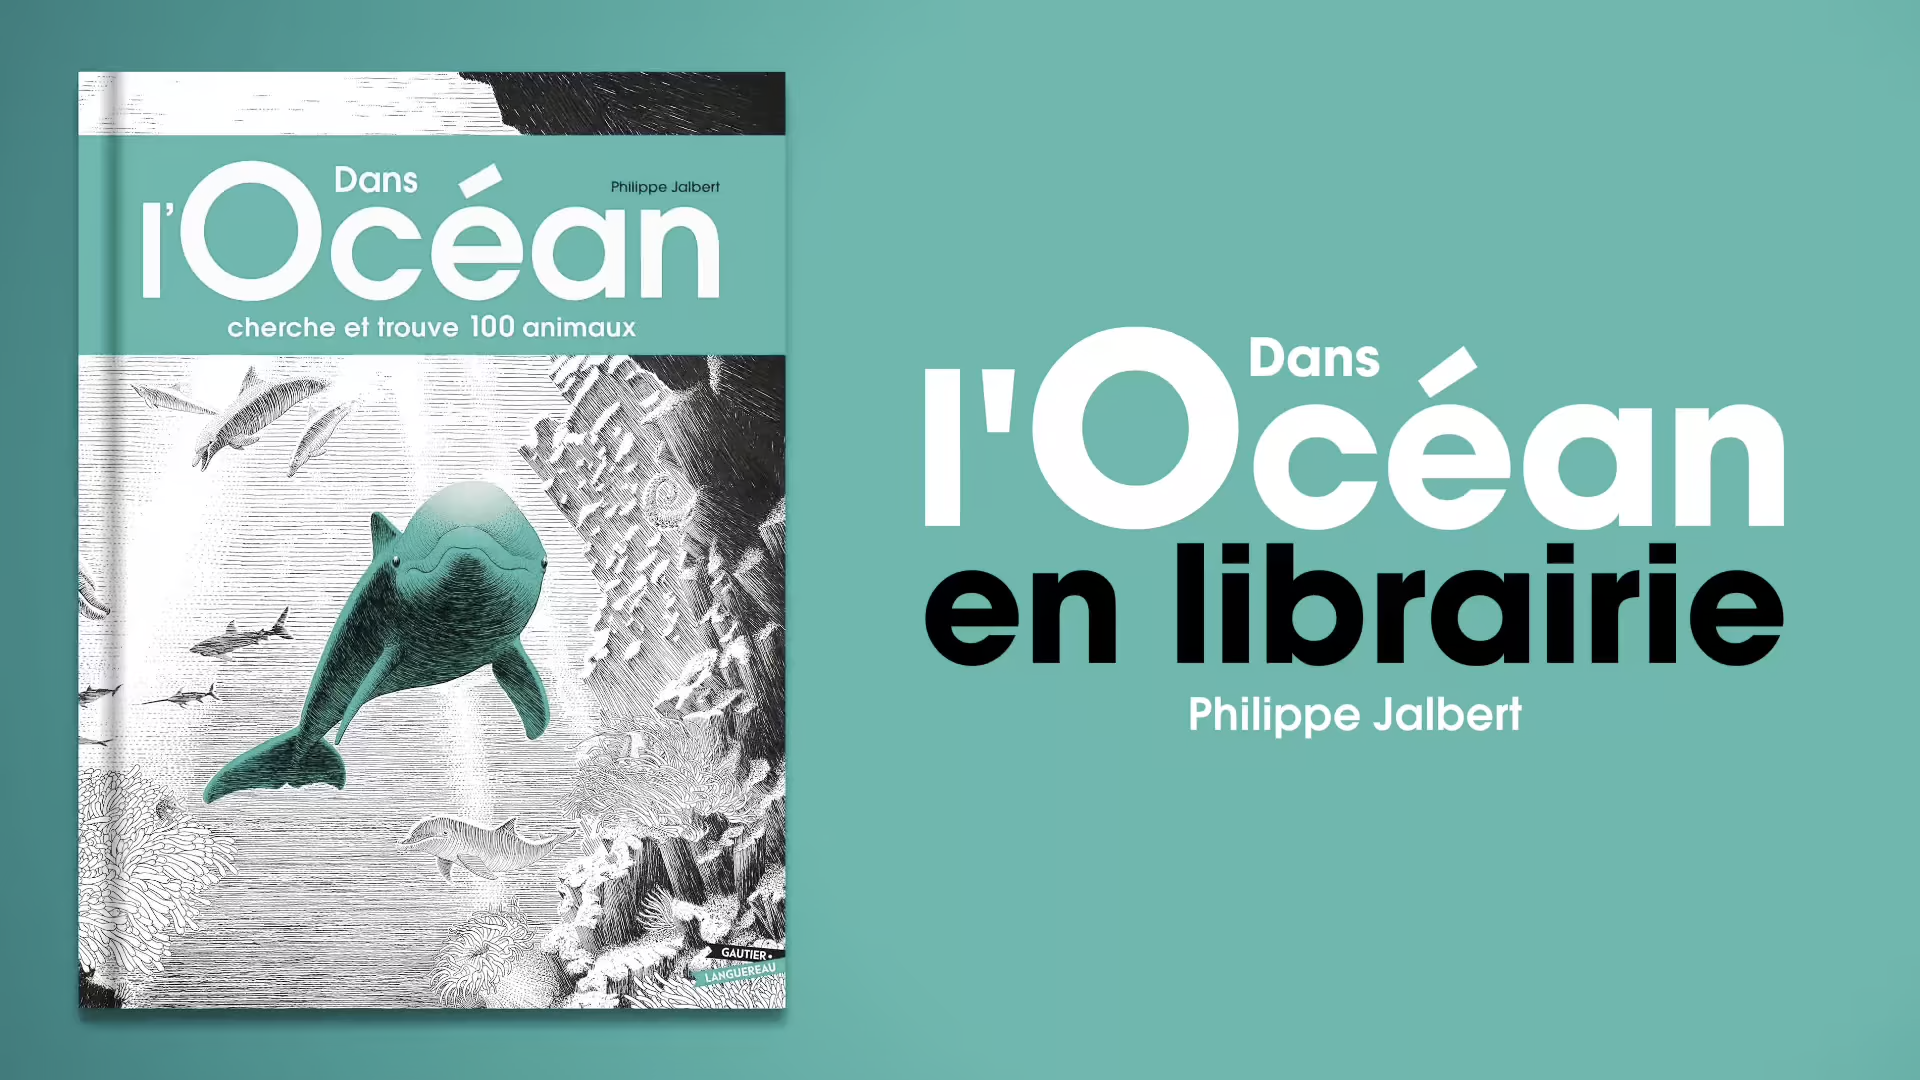 Dans
l'Océan
Philippe Jalbert
cherche et trouve 100 animaux
GAUTIER •
LANGUEREAU
Dans
l'Océan
en librairie
Philippe Jalbert